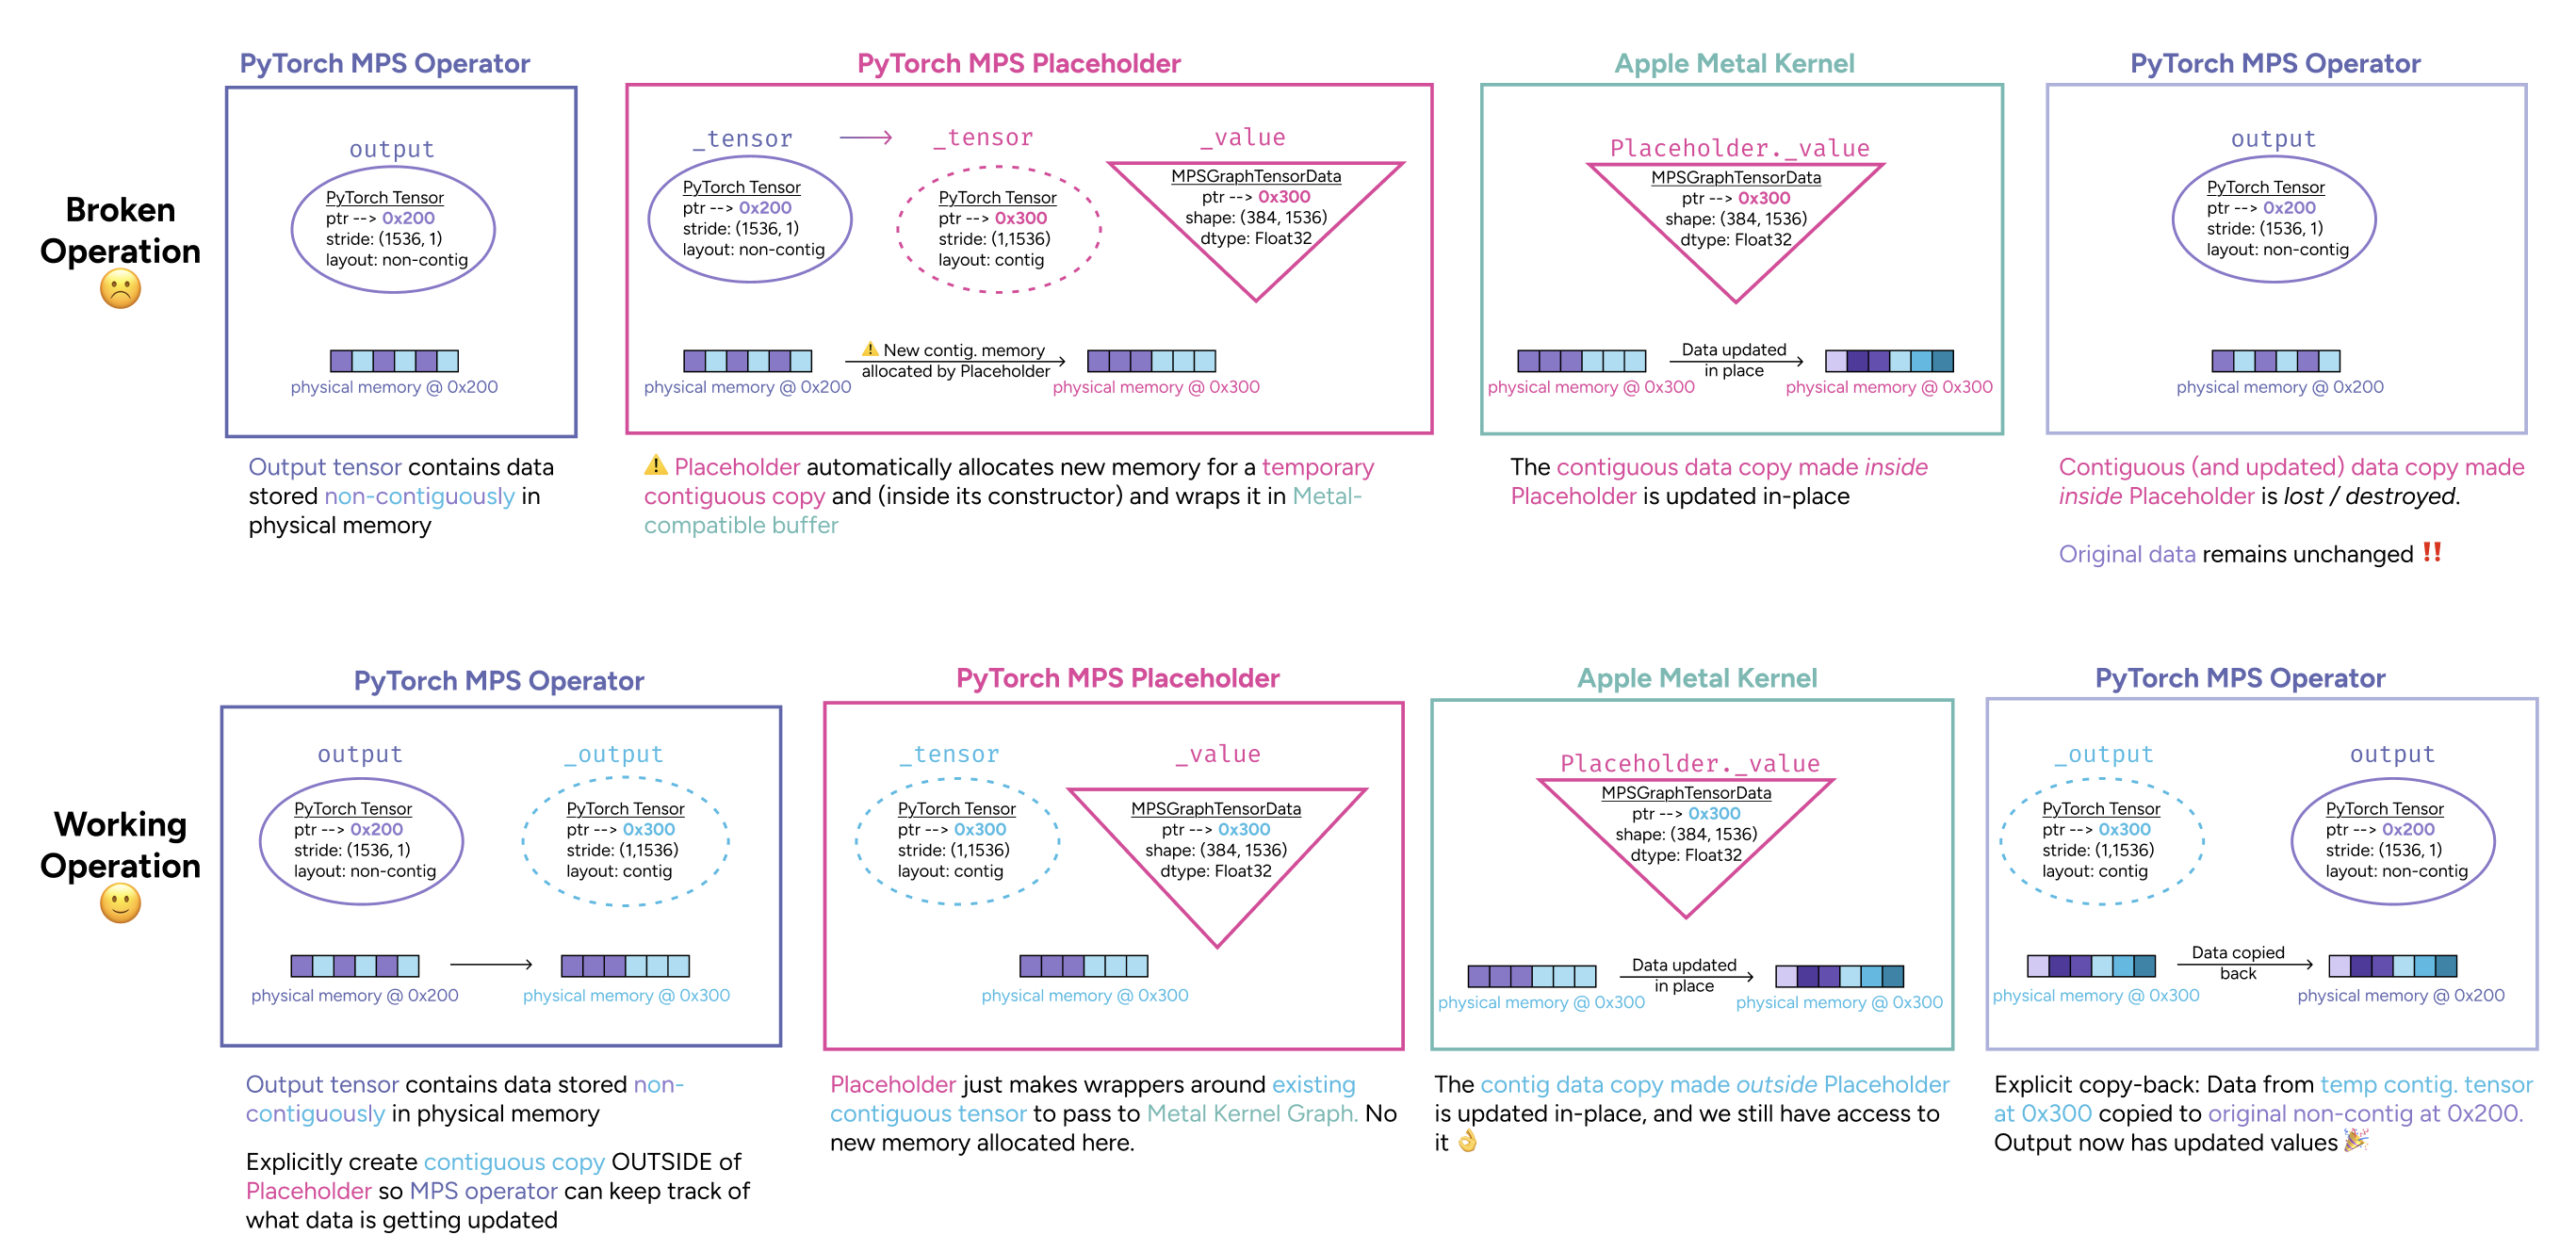 PyTorch MPS Operator
PyTorch MPS Placeholder
Apple Metal Kernel
PyTorch MPS Operator
Broken
Operation
output
PyTorch Tensor
ptr --> 0x200
stride: (1536, 1)
layout: non-contig
physical memory @ 0x200
_tensor
PyTorch Tensor
ptr --> 0x200
stride: (1536, 1)
layout: non-contig
physical memory @ 0x200
_tensor
PyTorch Tensor
ptr --> 0x300
stride: (1,1536)
layout: contig
⚠️ New contig. memory
allocated by Placeholder
physical memory @ 0x300
_value
MPSGraphTensorData
ptr --> 0x300
shape: (384, 1536)
dtype: Float32
Placeholder._value
MPSGraphTensorData
ptr --> 0x300
shape: (384, 1536)
dtype: Float32
physical memory @ 0x300
Data updated
in place
physical memory @ 0x300
output
PyTorch Tensor
ptr --> 0x200
stride: (1536, 1)
layout: non-contig
physical memory @ 0x200
Output tensor contains data
stored non-contiguously in
physical memory
⚠️ Placeholder automatically allocates new memory for a temporary
contiguous copy and (inside its constructor) and wraps it in Metal-
compatible buffer
The contiguous data copy made inside
Placeholder is updated in-place
Contiguous (and updated) data copy made
inside Placeholder is lost / destroyed.
Original data remains unchanged ‼️
PyTorch MPS Operator
PyTorch MPS Placeholder
Apple Metal Kernel
PyTorch MPS Operator
Working
Operation
output
PyTorch Tensor
ptr --> 0x200
stride: (1536, 1)
layout: non-contig
physical memory @ 0x200
_output
PyTorch Tensor
ptr --> 0x300
stride: (1,1536)
layout: contig
physical memory @ 0x300
_tensor
PyTorch Tensor
ptr --> 0x300
stride: (1,1536)
layout: contig
physical memory @ 0x300
_value
MPSGraphTensorData
ptr --> 0x300
shape: (384, 1536)
dtype: Float32
Placeholder._value
MPSGraphTensorData
ptr --> 0x300
shape: (384, 1536)
dtype: Float32
physical memory @ 0x300
Data updated
in place
physical memory @ 0x300
_output
PyTorch Tensor
ptr --> 0x300
stride: (1,1536)
layout: contig
physical memory @ 0x300
Data copied
back
output
PyTorch Tensor
ptr --> 0x200
stride: (1536, 1)
layout: non-contig
physical memory @ 0x200
Output tensor contains data stored non-
contiguously in physical memory
Explicitly create contiguous copy OUTSIDE of
Placeholder so MPS operator can keep track of
what data is getting updated
Placeholder just makes wrappers around existing
contiguous tensor to pass to Metal Kernel Graph. No
new memory allocated here.
The contig data copy made outside Placeholder
is updated in-place, and we still have access to
it 👌
Explicit copy-back: Data from temp contig. tensor
at 0x300 copied to original non-contig at 0x200.
Output now has updated values 🎉